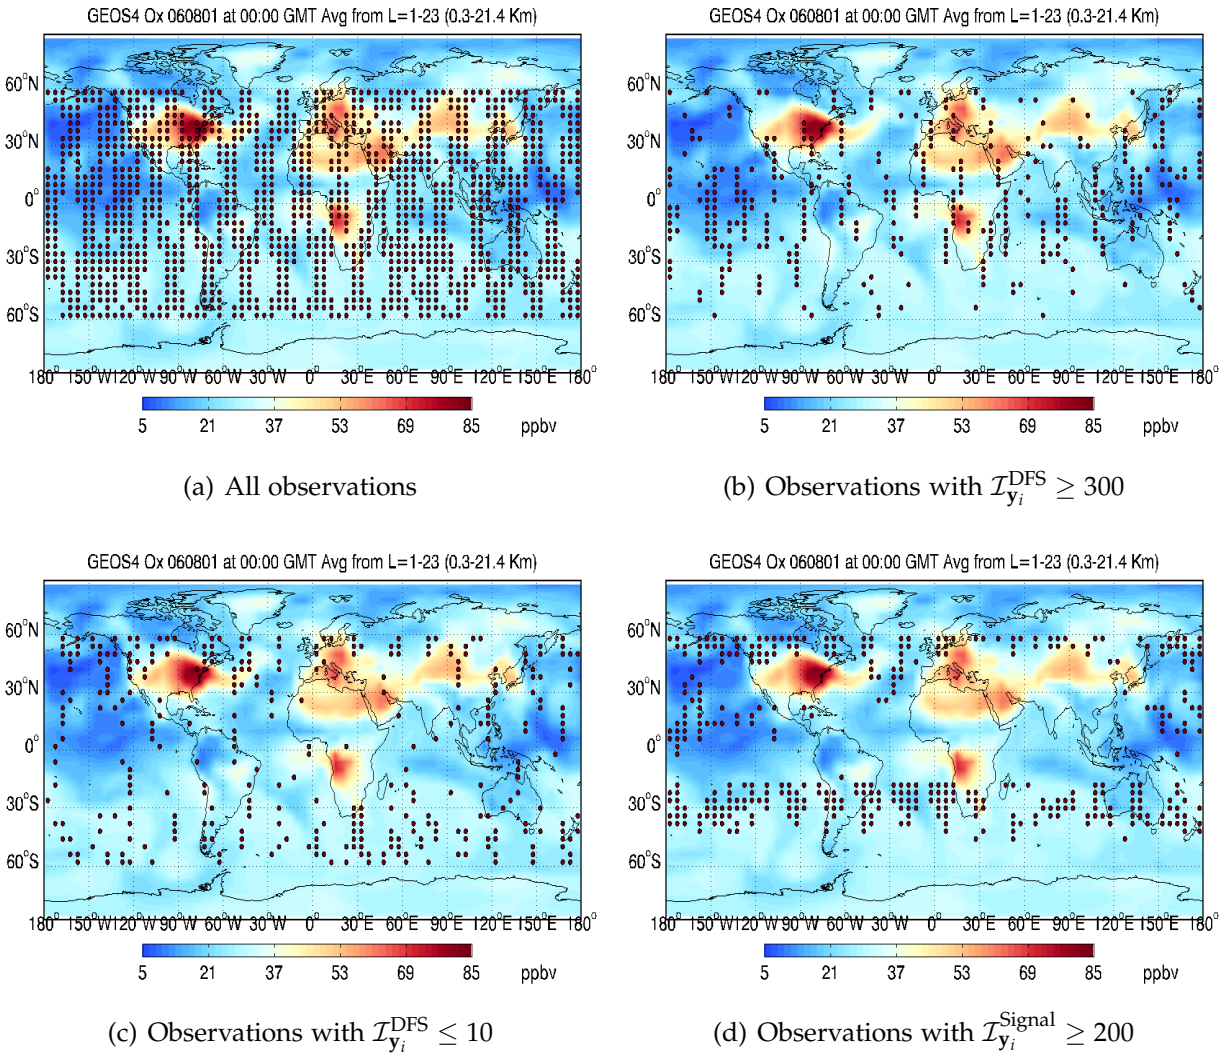 GEOS4 Ox 060801 at 00:00 GMT Avg from L=1-23 (0.3-21.4 Km)
60°N
30°N
0°
30°S
60°S
180° 150°W 120°W 90°W 60°W 30°W 0° 30°E 60°E 90°E 120°E 150°E 180°
5 21 37 53 69 85 ppbv
(a) All observations
GEOS4 Ox 060801 at 00:00 GMT Avg from L=1-23 (0.3-21.4 Km)
60°N
30°N
0°
30°S
60°S
180° 150°W 120°W 90°W 60°W 30°W 0° 30°E 60°E 90°E 120°E 150°E 180°
5 21 37 53 69 85 ppbv
(b) Observations with 𝓘_{𝐲_i}^{DFS} ≥ 300
GEOS4 Ox 060801 at 00:00 GMT Avg from L=1-23 (0.3-21.4 Km)
60°N
30°N
0°
30°S
60°S
180° 150°W 120°W 90°W 60°W 30°W 0° 30°E 60°E 90°E 120°E 150°E 180°
5 21 37 53 69 85 ppbv
(c) Observations with 𝓘_{𝐲_i}^{DFS} ≤ 10
GEOS4 Ox 060801 at 00:00 GMT Avg from L=1-23 (0.3-21.4 Km)
60°N
30°N
0°
30°S
60°S
180° 150°W 120°W 90°W 60°W 30°W 0° 30°E 60°E 90°E 120°E 150°E 180°
5 21 37 53 69 85 ppbv
(d) Observations with 𝓘_{𝐲_i}^{Signal} ≥ 200